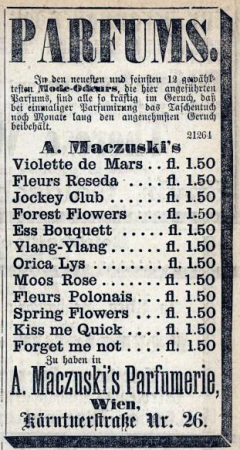 PARFUMS.
In den neuesten und feinsten 12 gewähl-
testen Mode-Odeurs, die hier angeführten
Parfums, sind alle so kräftig im Geruch, daß
bei einmaliger Parfumirung das Taschentuch
noch Monate lang den angenehmsten Geruch
beibehält. 21264
A. Maczuski's
Violette de Mars .. fl. 1.50
Fleurs Reseda ... fl. 1.50
Jockey Club .... fl. 1.50
Forest Flowers ... fl. 1.50
Ess Bouquett .... fl. 1.50
Ylang-Ylang .... fl. 1.50
Orica Lys ..... fl. 1.50
Moos Rose ..... fl. 1.50
Fleurs Polonais ... fl. 1.50
Spring Flowers ... fl. 1.50
Kiss me Quick ... fl. 1.50
Forget me not ... fl. 1.50
Zu haben in
A. Maczuski's Parfumerie,
Wien,
Kärntnerstraße Nr. 26.